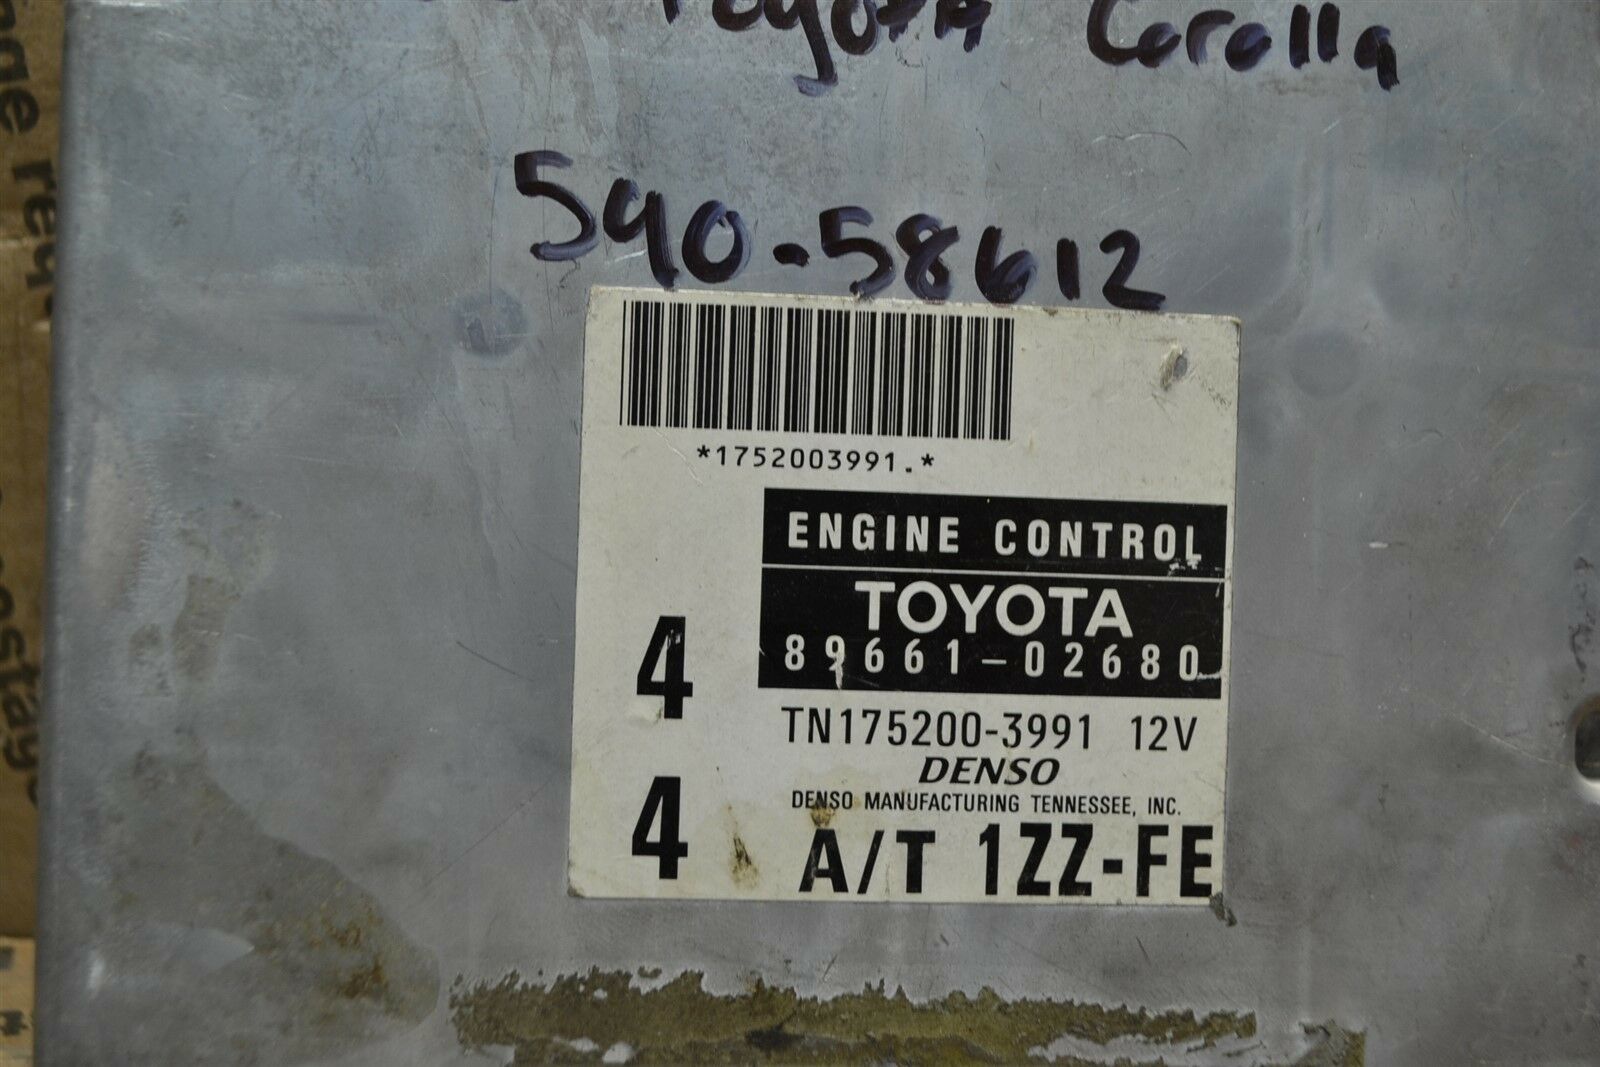 Toyota Corolla
590-58612
*1752003991.*
ENGINE CONTROL
TOYOTA
89661-02680
4
TN175200-3991 12V
DENSO
DENSO MANUFACTURING TENNESSEE, INC.
4
A/T 1ZZ-FE